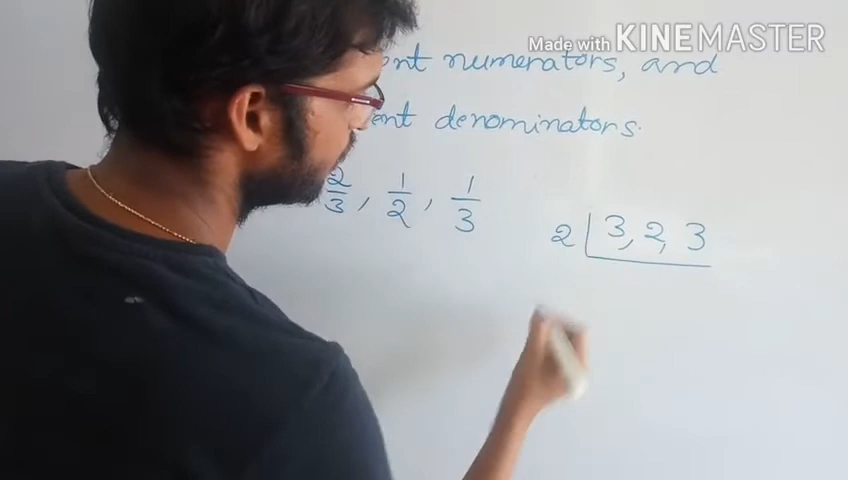 Made with KINEMASTER
numerators, and
denominators.
2/3, 1/2, 1/3
2 | 3, 2, 3